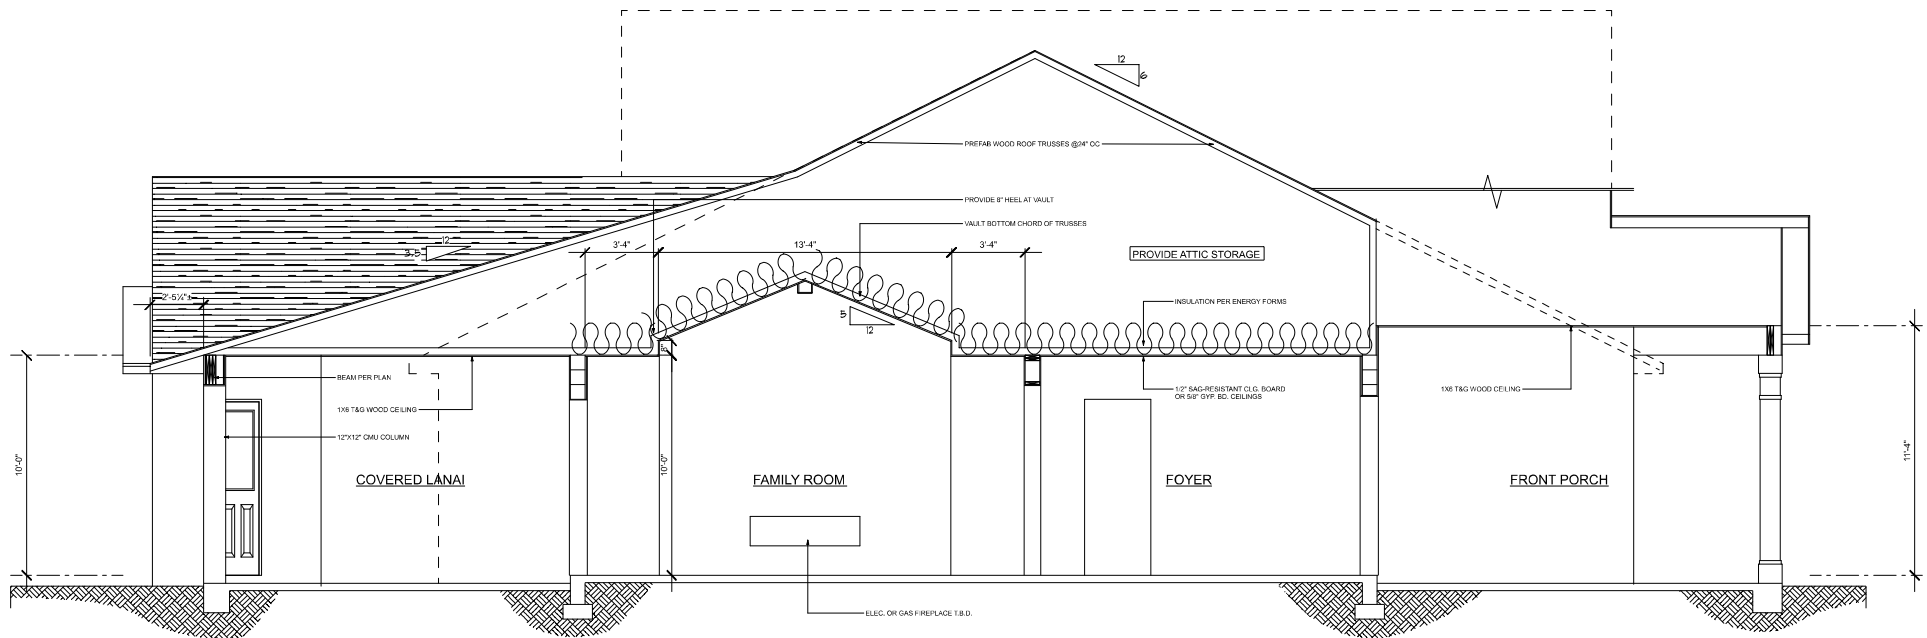 12
6
PREFAB WOOD ROOF TRUSSES @24" CC
PROVIDE 8" HEEL AT VAULT
VAULT BOTTOM CHORD OF TRUSSES
12
3.5
3'-4"
13'-4"
3'-4"
PROVIDE ATTIC STORAGE
2'-5¼"±
INSULATION PER ENERGY FORMS
5
12
8"
BEAM PER PLAN
1X6 T&G WOOD CEILING
12"X12" CMU COLUMN
1/2" SAG-RESISTANT CLG. BOARD
OR 5/8" GYP. BD. CEILINGS
1X6 T&G WOOD CEILING
10'-0"
10'-0"
11'-4"
COVERED LANAI
FAMILY ROOM
FOYER
FRONT PORCH
ELEC. OR GAS FIREPLACE T.B.D.